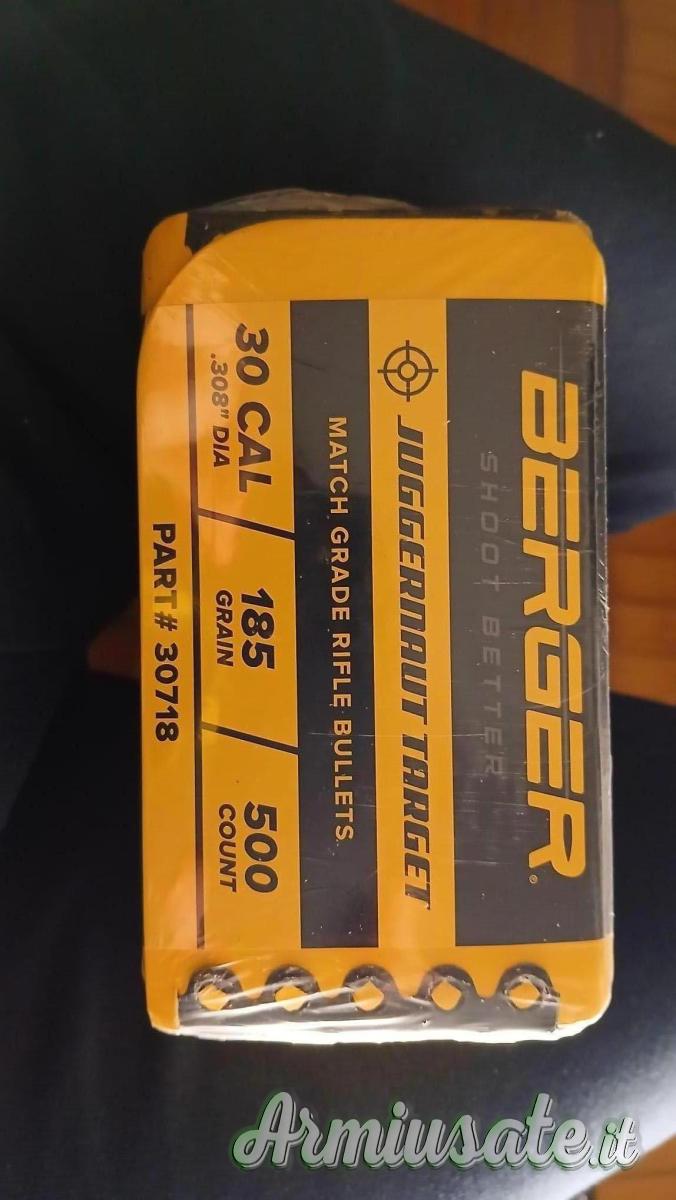 BERGER
SHOOT BETTER
JUGGERNAUT TARGET
MATCH GRADE RIFLE BULLETS
30 CAL
.308" DIA
185
GRAIN
500
COUNT
PART# 30718
Armiusate.it